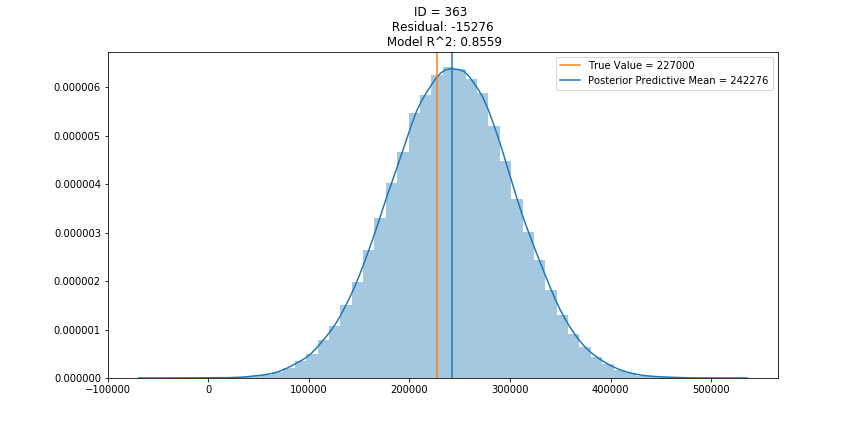 ID = 363
Residual: -15276
Model R^2: 0.8559
True Value = 227000
Posterior Predictive Mean = 242276
0.000006
0.000005
0.000004
0.000003
0.000002
0.000001
0.000000
−100000 0 100000 200000 300000 400000 500000